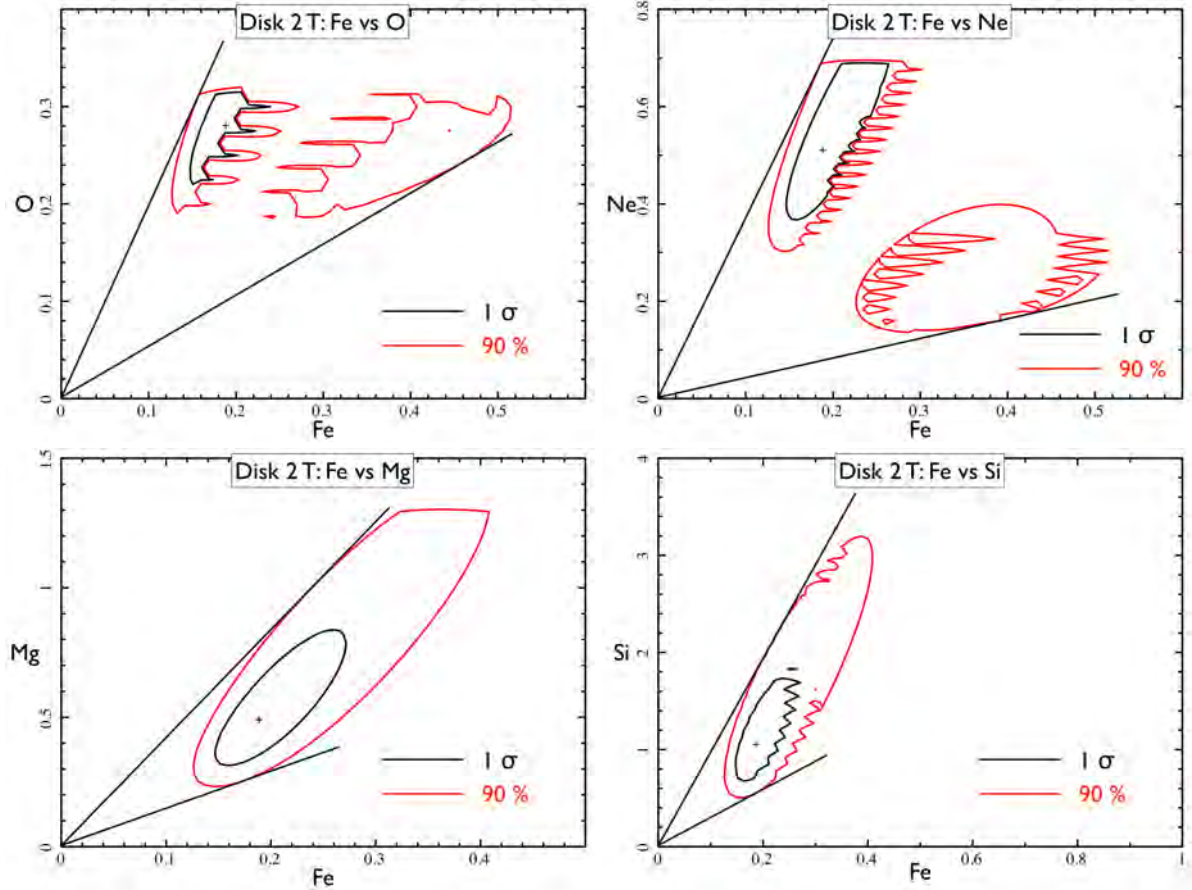 Disk 2T: Fe vs O
0.3
0.2
O
0.1
0
1 σ
90 %
0 0.1 0.2 0.3 0.4 0.5
Fe
Disk 2T: Fe vs Ne
0.8
0.6
Ne
0.4
0.2
0
1 σ
90 %
0 0.1 0.2 0.3 0.4 0.5
Fe
Disk 2T: Fe vs Mg
1.5
1
Mg
0.5
0
1 σ
90 %
0 0.1 0.2 0.3 0.4
Fe
Disk 2T: Fe vs Si
4
3
2
Si
1
0
1 σ
90 %
0 0.2 0.4 0.6 0.8 1
Fe